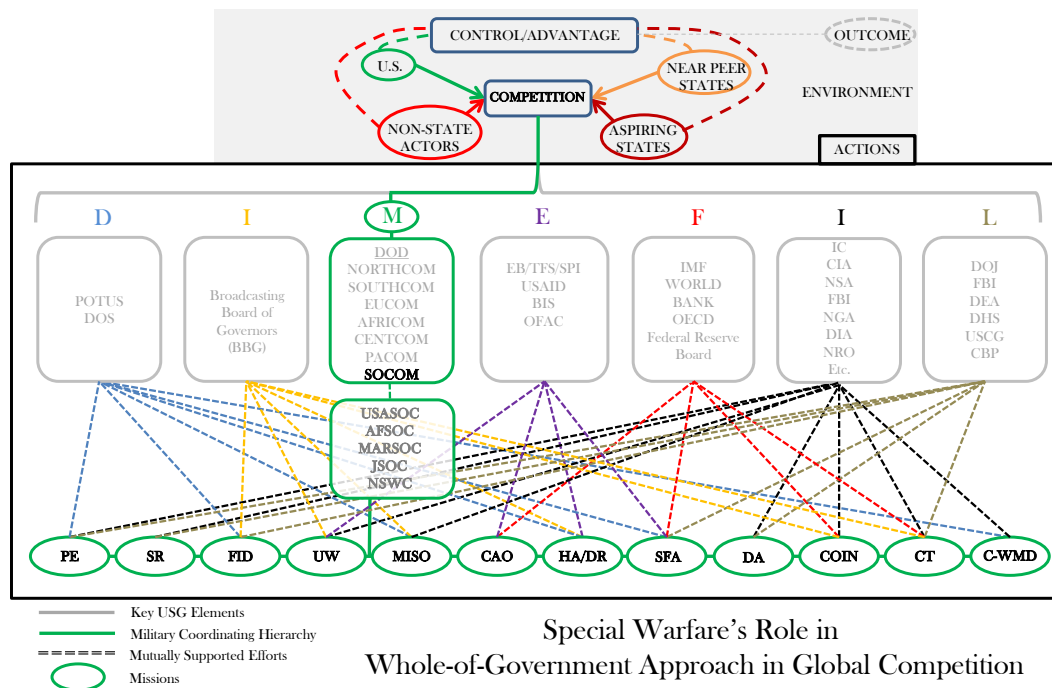 CONTROL/ADVANTAGE
OUTCOME
U.S.
NEAR PEER
STATES
COMPETITION
ENVIRONMENT
NON-STATE
ACTORS
ASPIRING
STATES
ACTIONS
D
I
M
E
F
I
L
POTUS
DOS
Broadcasting
Board of
Governors
(BBG)
DOD
NORTHCOM
SOUTHCOM
EUCOM
AFRICOM
CENTCOM
PACOM
SOCOM
EB/TFS/SPI
USAID
BIS
OFAC
IMF
WORLD
BANK
OECD
Federal Reserve
Board
IC
CIA
NSA
FBI
NGA
DIA
NRO
Etc.
DOJ
FBI
DEA
DHS
USCG
CBP
USASOC
AFSOC
MARSOC
JSOC
NSWC
PE
SR
FID
UW
MISO
CAO
HA/DR
SFA
DA
COIN
CT
C-WMD
Key USG Elements
Military Coordinating Hierarchy
Mutually Supported Efforts
Missions
Special Warfare's Role in
Whole-of-Government Approach in Global Competition